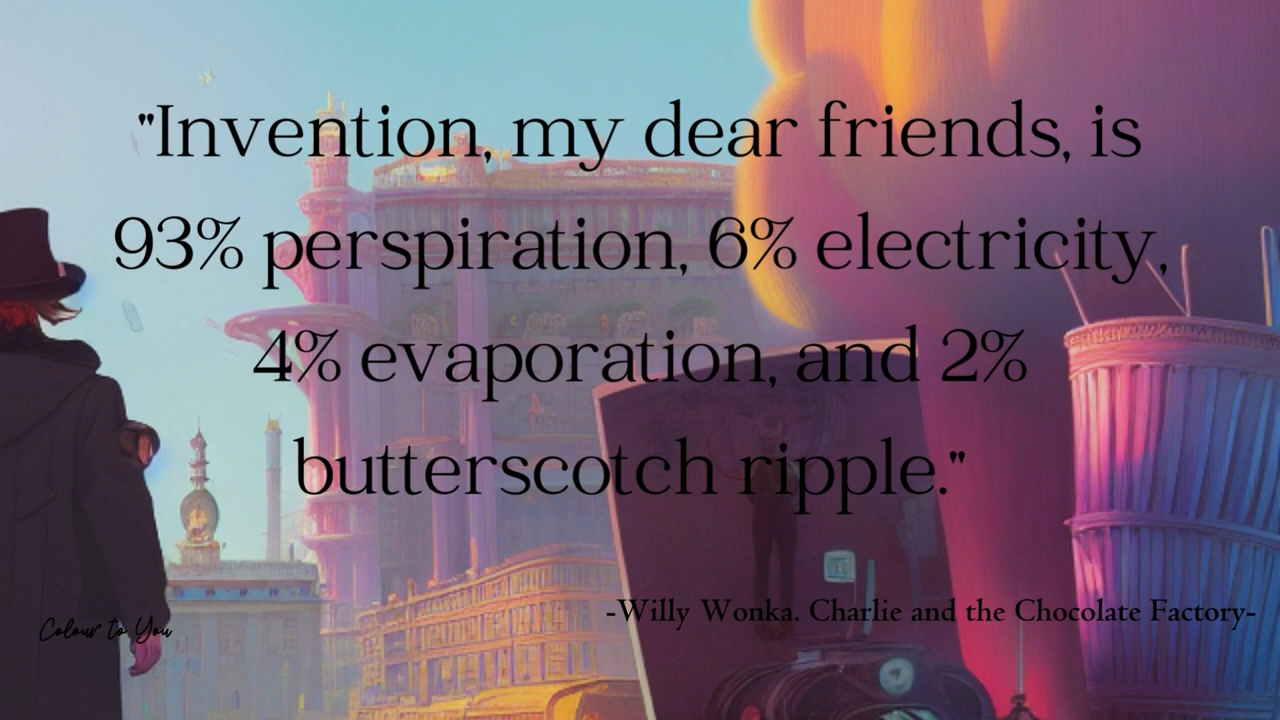 "Invention, my dear friends, is
93% perspiration, 6% electricity,
4% evaporation, and 2%
butterscotch ripple."
-Willy Wonka. Charlie and the Chocolate Factory-
Colour to You